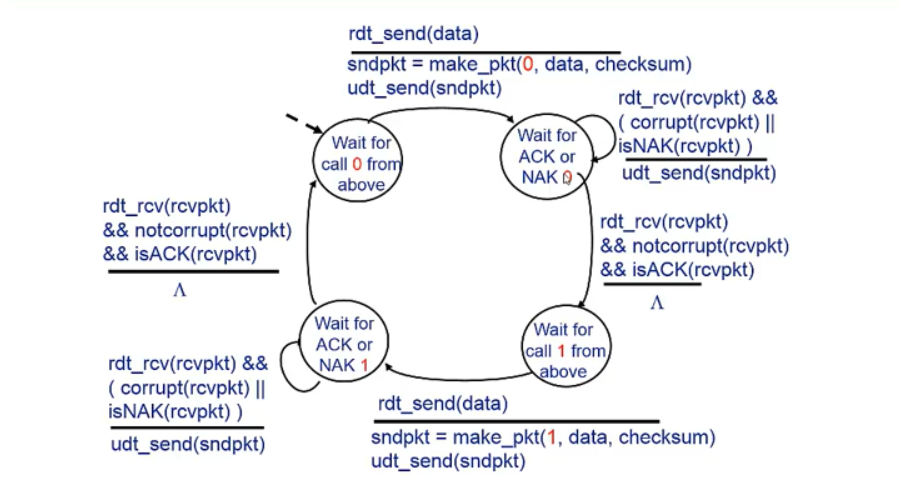 rdt_send(data)
sndpkt = make_pkt(0, data, checksum)
udt_send(sndpkt)
rdt_rcv(rcvpkt) &&
( corrupt(rcvpkt) ||
isNAK(rcvpkt) )
udt_send(sndpkt)
Wait for
call 0 from
above
Wait for
ACK or
NAK 0
rdt_rcv(rcvpkt)
&& notcorrupt(rcvpkt)
&& isACK(rcvpkt)
Λ
rdt_rcv(rcvpkt)
&& notcorrupt(rcvpkt)
&& isACK(rcvpkt)
Λ
Wait for
ACK or
NAK 1
Wait for
call 1 from
above
rdt_rcv(rcvpkt) &&
( corrupt(rcvpkt) ||
isNAK(rcvpkt) )
udt_send(sndpkt)
rdt_send(data)
sndpkt = make_pkt(1, data, checksum)
udt_send(sndpkt)